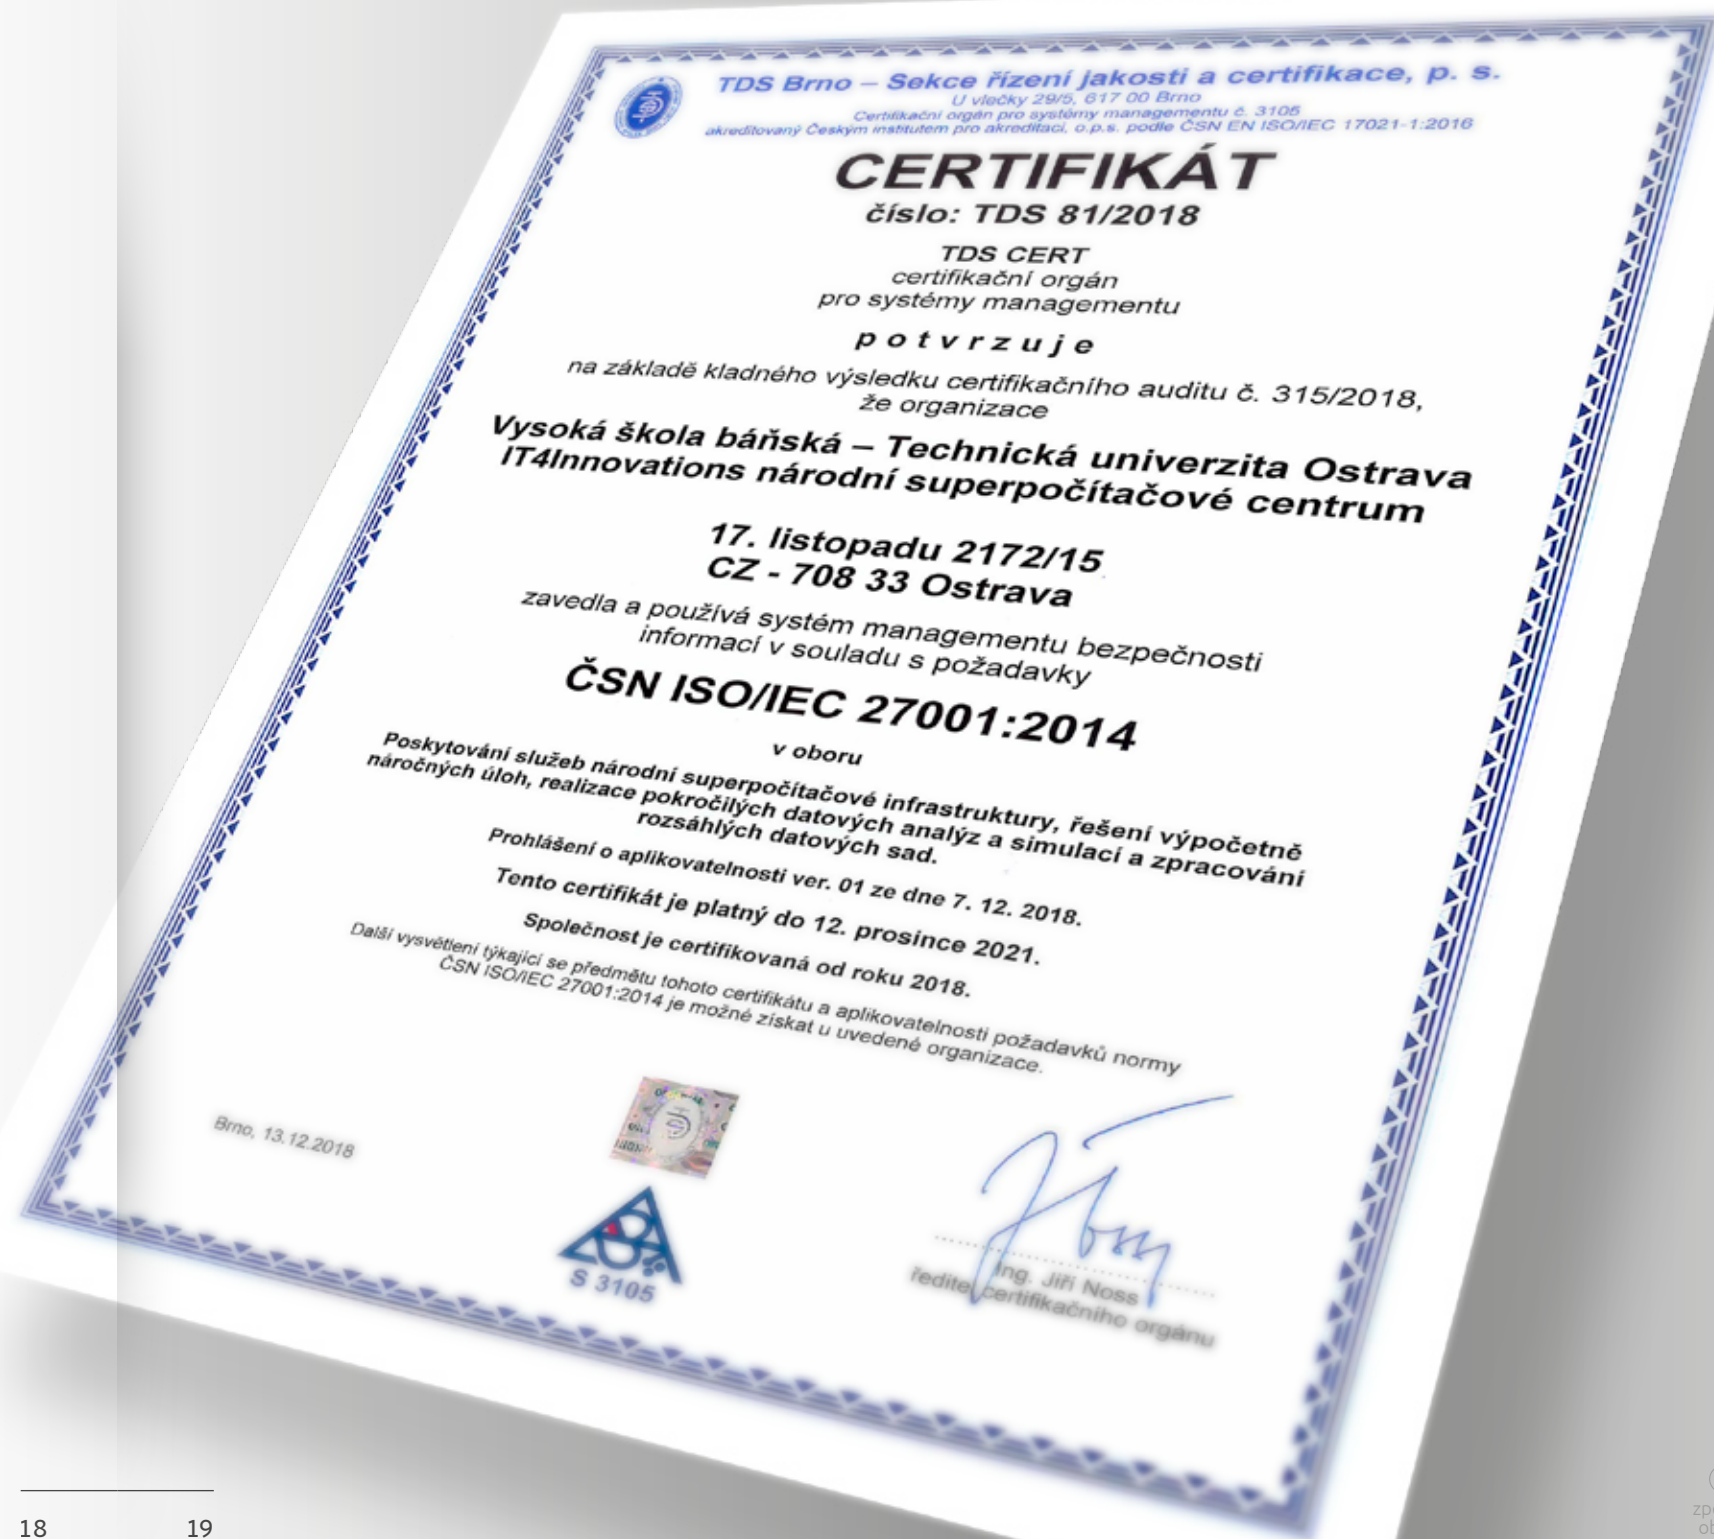 TDS Brno – Sekce řízení jakosti a certifikace, p. s.
U vlečky 29/5, 617 00 Brno
Certifikační orgán pro systémy managementu č. 3105
akreditovaný Českým institutem pro akreditaci, o.p.s. podle ČSN EN ISO/IEC 17021-1:2016
CERTIFIKÁT
číslo: TDS 81/2018
TDS CERT
certifikační orgán
pro systémy managementu
potvrzuje
na základě kladného výsledku certifikačního auditu č. 315/2018,
že organizace
Vysoká škola báňská – Technická univerzita Ostrava
IT4Innovations národní superpočítačové centrum
17. listopadu 2172/15
CZ - 708 33 Ostrava
zavedla a používá systém managementu bezpečnosti
informací v souladu s požadavky
ČSN ISO/IEC 27001:2014
v oboru
Poskytování služeb národní superpočítačové infrastruktury, řešení výpočetně
náročných úloh, realizace pokročilých datových analýz a simulací a zpracování
rozsáhlých datových sad.
Prohlášení o aplikovatelnosti ver. 01 ze dne 7. 12. 2018.
Tento certifikát je platný do 12. prosince 2021.
Společnost je certifikovaná od roku 2018.
Další vysvětlení týkající se předmětu tohoto certifikátu a aplikovatelnosti požadavků normy
ČSN ISO/IEC 27001:2014 je možné získat u uvedené organizace.
Brno, 13.12.2018
S 3105
Ing. Jiří Noss
ředitel certifikačního orgánu
18 19